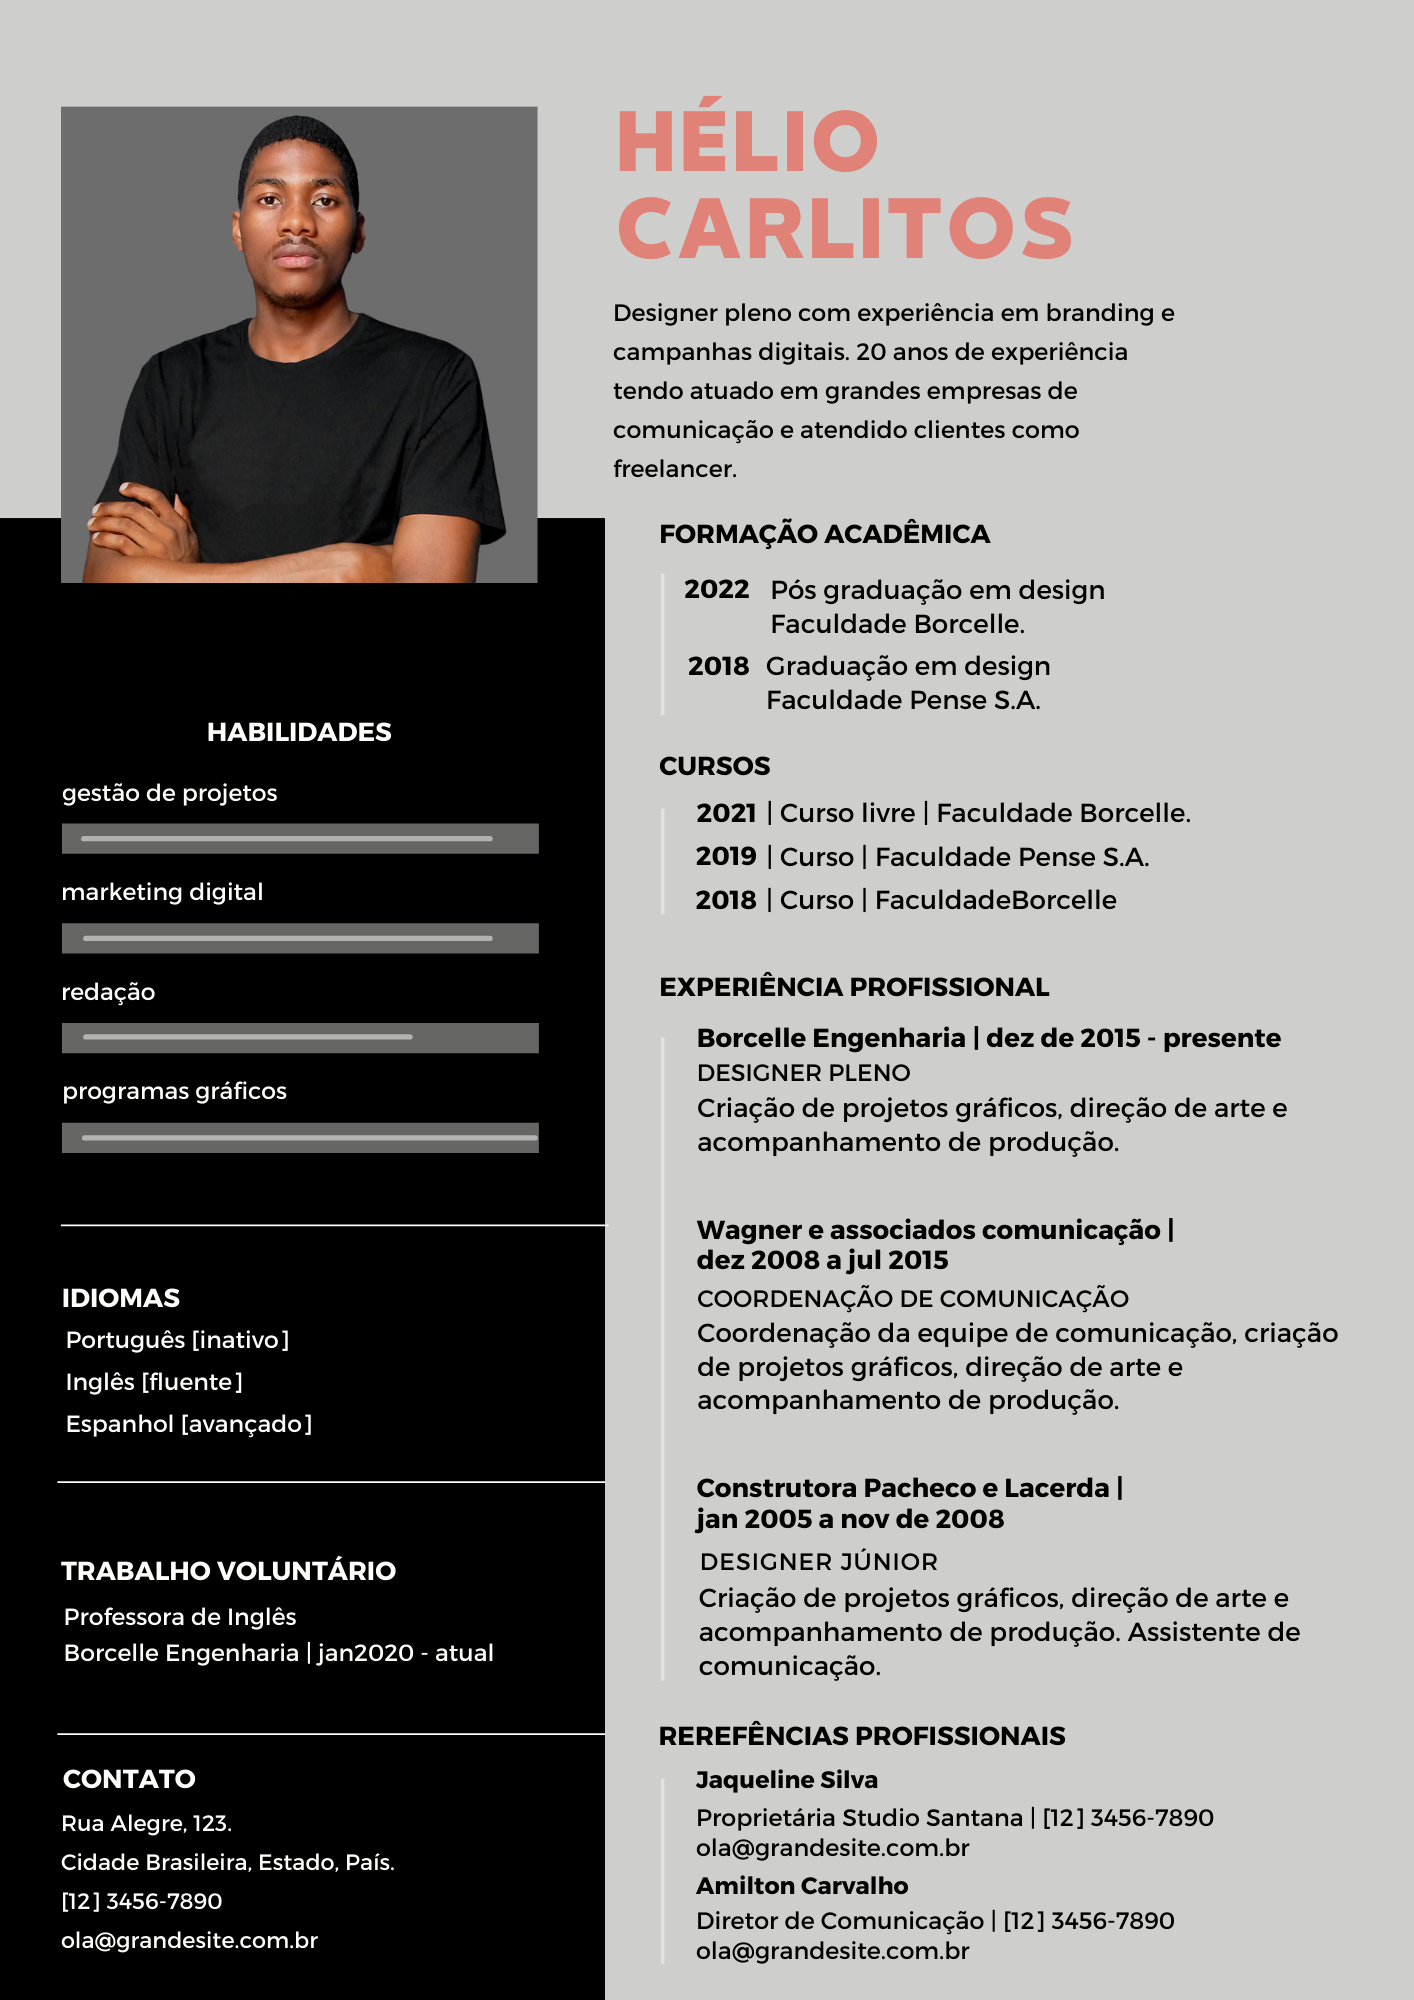 HÉLIO
CARLITOS
Designer pleno com experiência em branding e
campanhas digitais. 20 anos de experiência
tendo atuado em grandes empresas de
comunicação e atendido clientes como
freelancer.
HABILIDADES
gestão de projetos
marketing digital
redação
programas gráficos
IDIOMAS
Português [inativo]
Inglês [fluente]
Espanhol [avançado]
TRABALHO VOLUNTÁRIO
Professora de Inglês
Borcelle Engenharia | jan2020 - atual
CONTATO
Rua Alegre, 123.
Cidade Brasileira, Estado, País.
[12] 3456-7890
ola@grandesite.com.br
FORMAÇÃO ACADÊMICA
2022 Pós graduação em design
Faculdade Borcelle.
2018 Graduação em design
Faculdade Pense S.A.
CURSOS
2021 | Curso livre | Faculdade Borcelle.
2019 | Curso | Faculdade Pense S.A.
2018 | Curso | FaculdadeBorcelle
EXPERIÊNCIA PROFISSIONAL
Borcelle Engenharia | dez de 2015 - presente
DESIGNER PLENO
Criação de projetos gráficos, direção de arte e
acompanhamento de produção.
Wagner e associados comunicação |
dez 2008 a jul 2015
COORDENAÇÃO DE COMUNICAÇÃO
Coordenação da equipe de comunicação, criação
de projetos gráficos, direção de arte e
acompanhamento de produção.
Construtora Pacheco e Lacerda |
jan 2005 a nov de 2008
DESIGNER JÚNIOR
Criação de projetos gráficos, direção de arte e
acompanhamento de produção. Assistente de
comunicação.
REREFÊNCIAS PROFISSIONAIS
Jaqueline Silva
Proprietária Studio Santana | [12] 3456-7890
ola@grandesite.com.br
Amilton Carvalho
Diretor de Comunicação | [12] 3456-7890
ola@grandesite.com.br